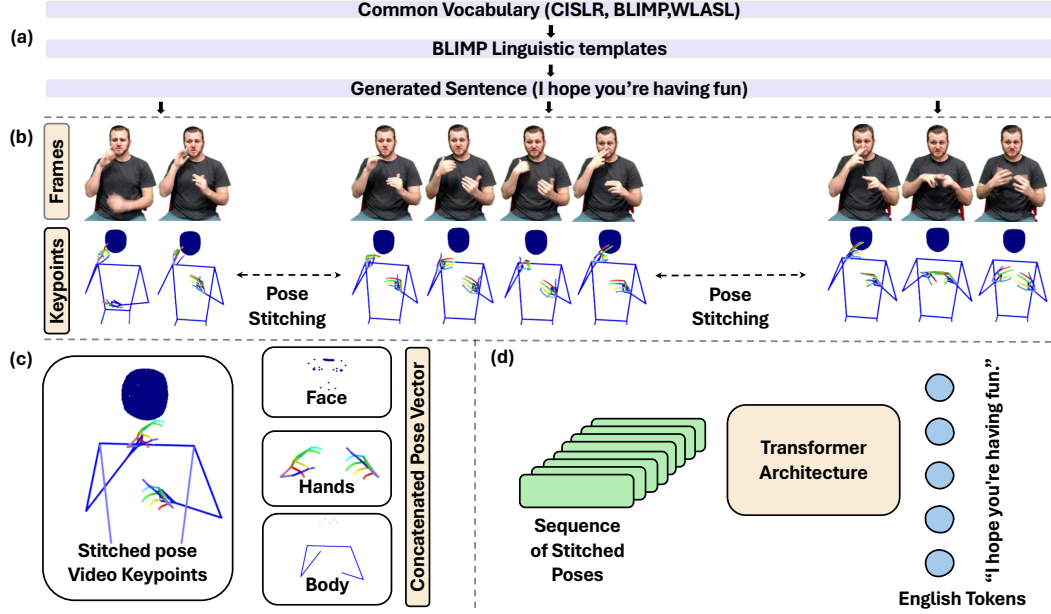 Common Vocabulary (CISLR, BLIMP,WLASL)
(a)
BLIMP Linguistic templates
Generated Sentence (I hope you're having fun)
(b)
Frames
Keypoints
Pose
Stitching
Pose
Stitching
(c)
Stitched pose
Video Keypoints
Face
Hands
Body
Concatenated Pose Vector
(d)
Sequence
of Stitched
Poses
Transformer
Architecture
"I hope you're having fun."
English Tokens